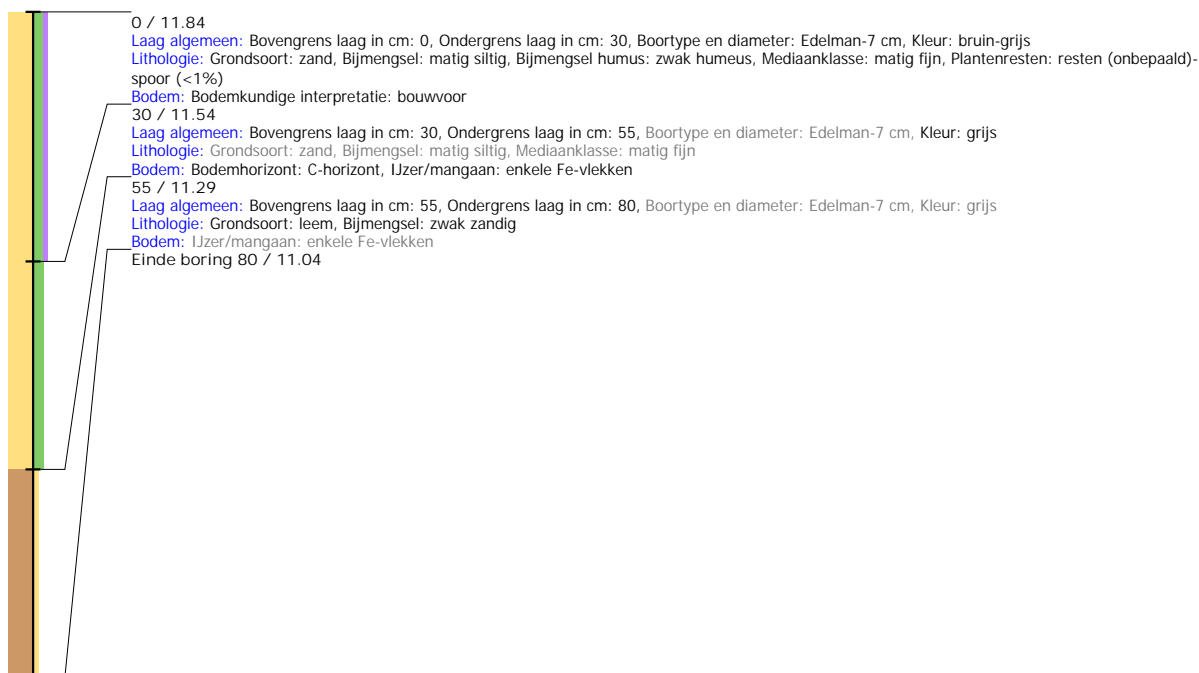 0 / 11.84
Laag algemeen: Bovengrens laag in cm: 0, Ondergrens laag in cm: 30, Boortype en diameter: Edelman-7 cm, Kleur: bruin-grijs
Lithologie: Grondsoort: zand, Bijmengsel: matig siltig, Bijmengsel humus: zwak humeus, Mediaanklasse: matig fijn, Plantenresten: resten (onbepaald)-
spoor (<1%)
Bodem: Bodemkundige interpretatie: bouwvoor
30 / 11.54
Laag algemeen: Bovengrens laag in cm: 30, Ondergrens laag in cm: 55, Boortype en diameter: Edelman-7 cm, Kleur: grijs
Lithologie: Grondsoort: zand, Bijmengsel: matig siltig, Mediaanklasse: matig fijn
Bodem: Bodemhorizont: C-horizont, IJzer/mangaan: enkele Fe-vlekken
55 / 11.29
Laag algemeen: Bovengrens laag in cm: 55, Ondergrens laag in cm: 80, Boortype en diameter: Edelman-7 cm, Kleur: grijs
Lithologie: Grondsoort: leem, Bijmengsel: zwak zandig
Bodem: IJzer/mangaan: enkele Fe-vlekken
Einde boring 80 / 11.04